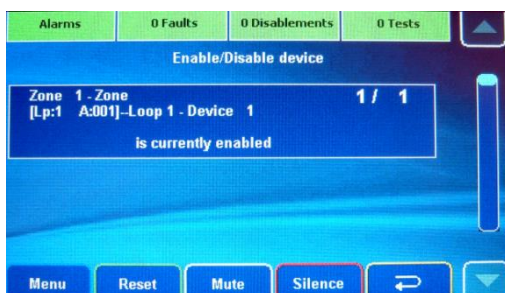 Alarms 0 Faults 0 Disablements 0 Tests
Enable/Disable device
Zone 1 - Zone 1/ 1
[Lp:1 A:001]--Loop 1 - Device 1
is currently enabled
Menu Reset Mute Silence